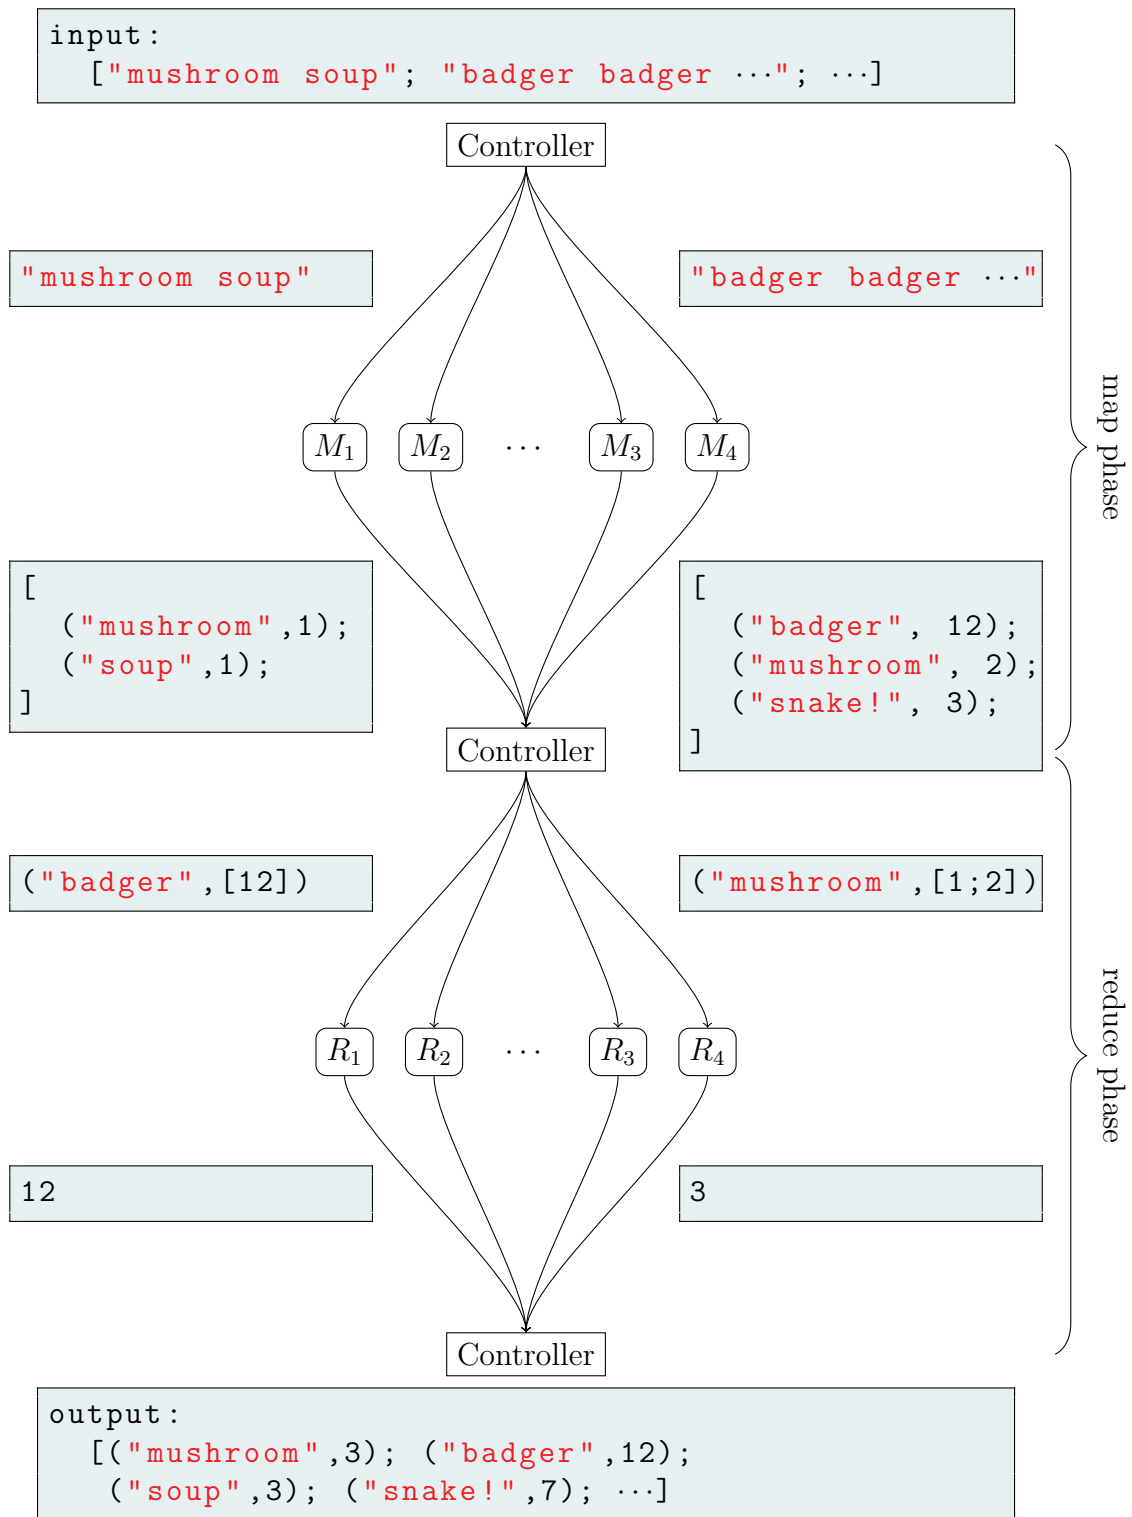 input:
["mushroom soup"; "badger badger ⋯"; ⋯]
Controller
"mushroom soup"
"badger badger ⋯"
map phase
M1 M2 ⋯ M3 M4
[
("mushroom",1);
("soup",1);
]
[
("badger", 12);
("mushroom", 2);
("snake!", 3);
]
Controller
("badger",[12])
("mushroom",[1;2])
reduce phase
R1 R2 ⋯ R3 R4
12
3
Controller
output:
[("mushroom",3); ("badger",12);
("soup",3); ("snake!",7); ⋯]